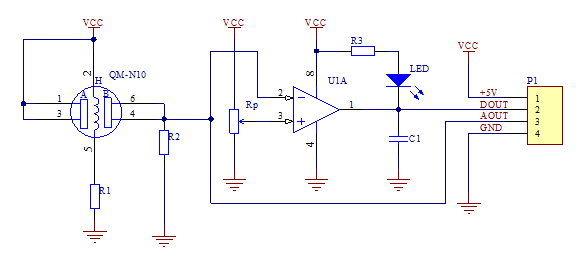 VCC
VCC
VCC
R3
VCC
QM-N10
LED
P1
2
H
8
U1A
+5V
1
A
B
6
2
1
DOUT
2
3
4
Rp
3
1
AOUT
3
R2
C1
GND
4
5
4
R1